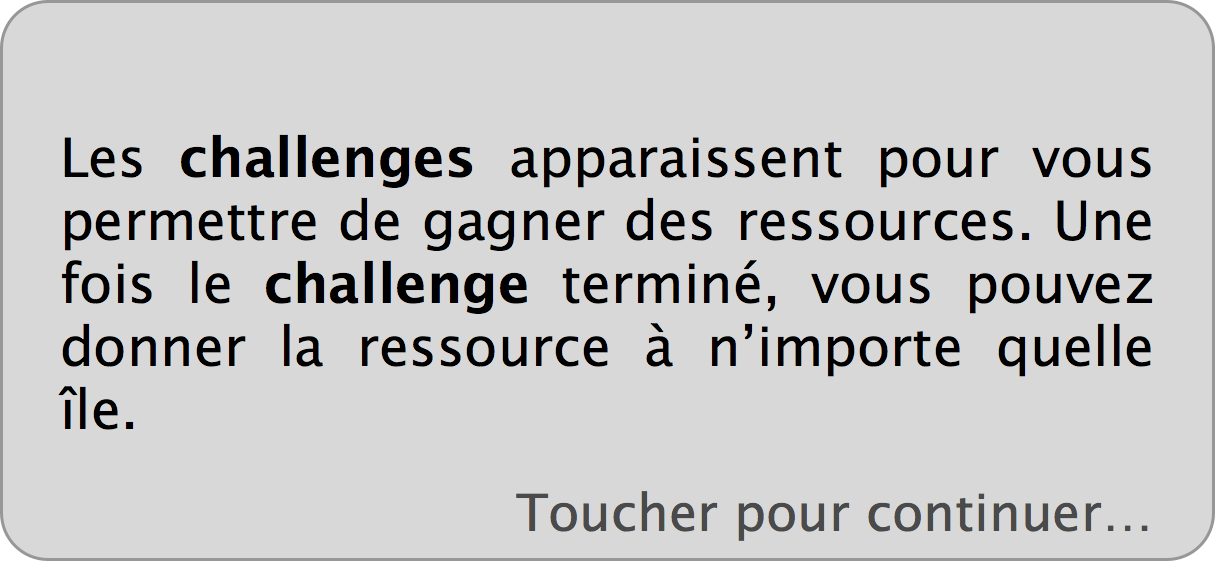 Les challenges apparaissent pour vous
permettre de gagner des ressources. Une
fois le challenge terminé, vous pouvez
donner la ressource à n’importe quelle
île.
Toucher pour continuer…